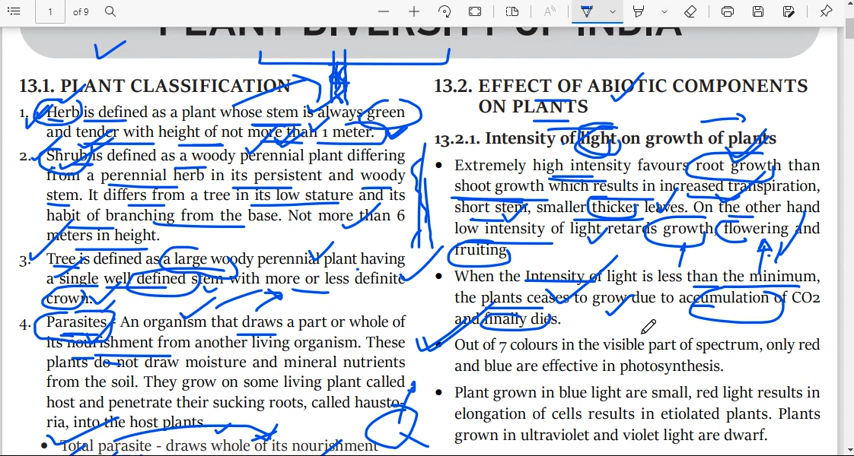 1 of 9
PLANT DIVERSITY OF INDIA
13.1. PLANT CLASSIFICATION
1. Herb is defined as a plant whose stem is always green
and tender with height of not more than 1 meter.
2. Shrub is defined as a woody perennial plant differing
from a perennial herb in its persistent and woody
stem. It differs from a tree in its low stature and its
habit of branching from the base. Not more than 6
meters in height.
3. Tree is defined as a large woody perennial plant having
a single well defined stem with more or less definite
crown.
4. Parasites - An organism that draws a part or whole of
its nourishment from another living organism. These
plants do not draw moisture and mineral nutrients
from the soil. They grow on some living plant called
host and penetrate their sucking roots, called hausto-
ria, into the host plants.
• Total parasite - draws whole of its nourishment
13.2. EFFECT OF ABIOTIC COMPONENTS
ON PLANTS
13.2.1. Intensity of light on growth of plants
• Extremely high intensity favours root growth than
shoot growth which results in increased transpiration,
short stem, smaller thicker leaves. On the other hand
low intensity of light retards growth, flowering and
fruiting.
• When the Intensity of light is less than the minimum,
the plants ceases to grow due to accumulation of CO2
and finally dies.
• Out of 7 colours in the visible part of spectrum, only red
and blue are effective in photosynthesis.
• Plant grown in blue light are small, red light results in
elongation of cells results in etiolated plants. Plants
grown in ultraviolet and violet light are dwarf.